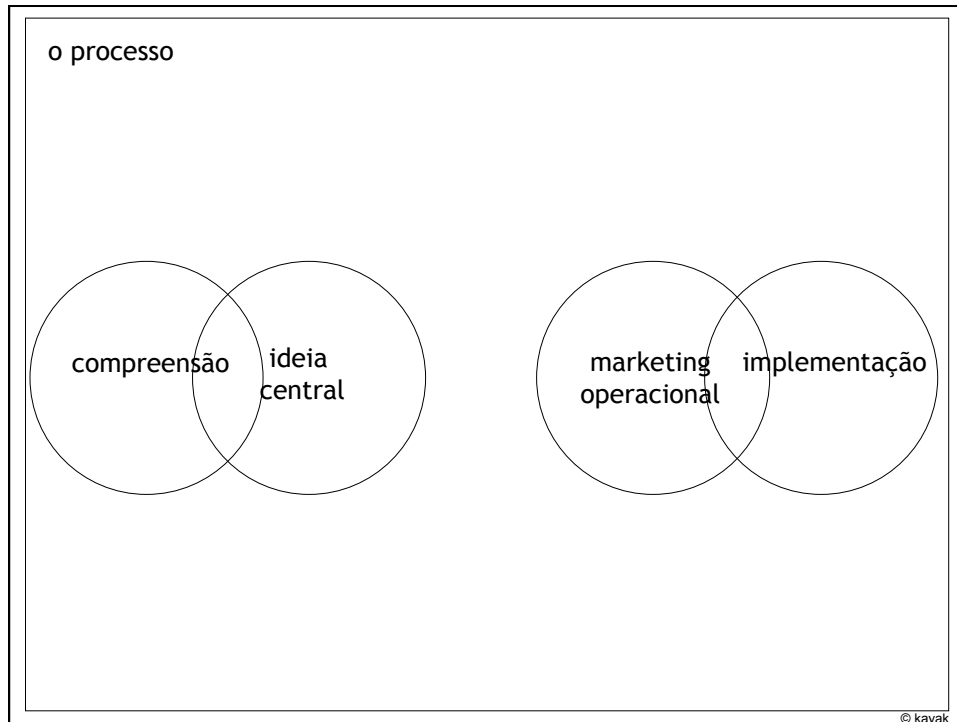 o processo
compreensão
ideia
central
marketing
operacional
implementação
© kayak